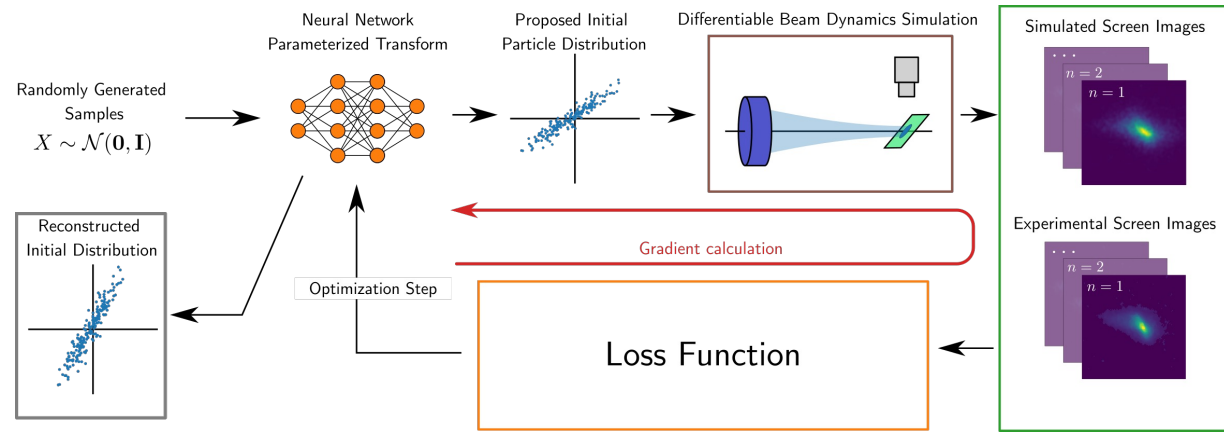 Neural Network
Parameterized Transform
Proposed Initial
Particle Distribution
Differentiable Beam Dynamics Simulation
Simulated Screen Images
Randomly Generated
Samples
X ∼ 𝒩(𝟎, 𝐈)
. . .
n = 2
n = 1
Reconstructed
Initial Distribution
Gradient calculation
Experimental Screen Images
. . .
n = 2
n = 1
Optimization Step
Loss Function